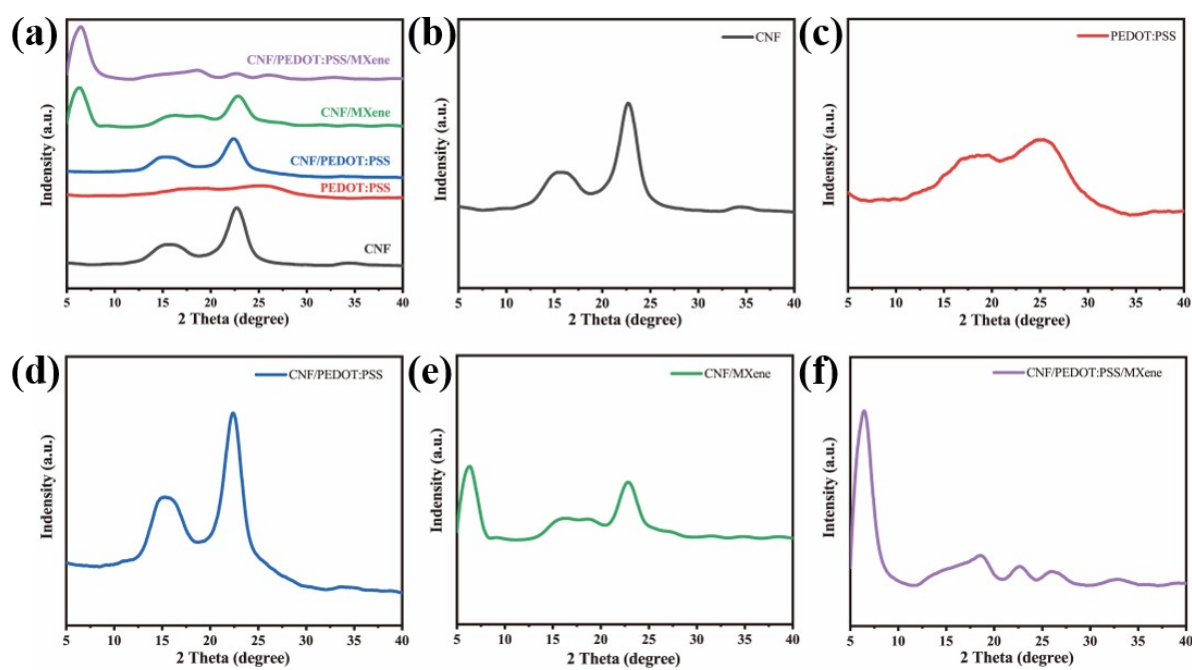 (a)
CNF/PEDOT:PSS/MXene
CNF/MXene
CNF/PEDOT:PSS
PEDOT:PSS
CNF
Indensity (a.u.)
5 10 15 20 25 30 35 40
2 Theta (degree)
(b)
CNF
Indensity (a.u.)
5 10 15 20 25 30 35 40
2 Theta (degree)
(c)
PEDOT:PSS
Indensity (a.u.)
5 10 15 20 25 30 35 40
2 Theta (degree)
(d)
CNF/PEDOT:PSS
Indensity (a.u.)
5 10 15 20 25 30 35 40
2 Theta (degree)
(e)
CNF/MXene
Indensity (a.u.)
5 10 15 20 25 30 35 40
2 Theta (degree)
(f)
CNF/PEDOT:PSS/MXene
Intensity (a.u.)
5 10 15 20 25 30 35 40
2 Theta (degree)